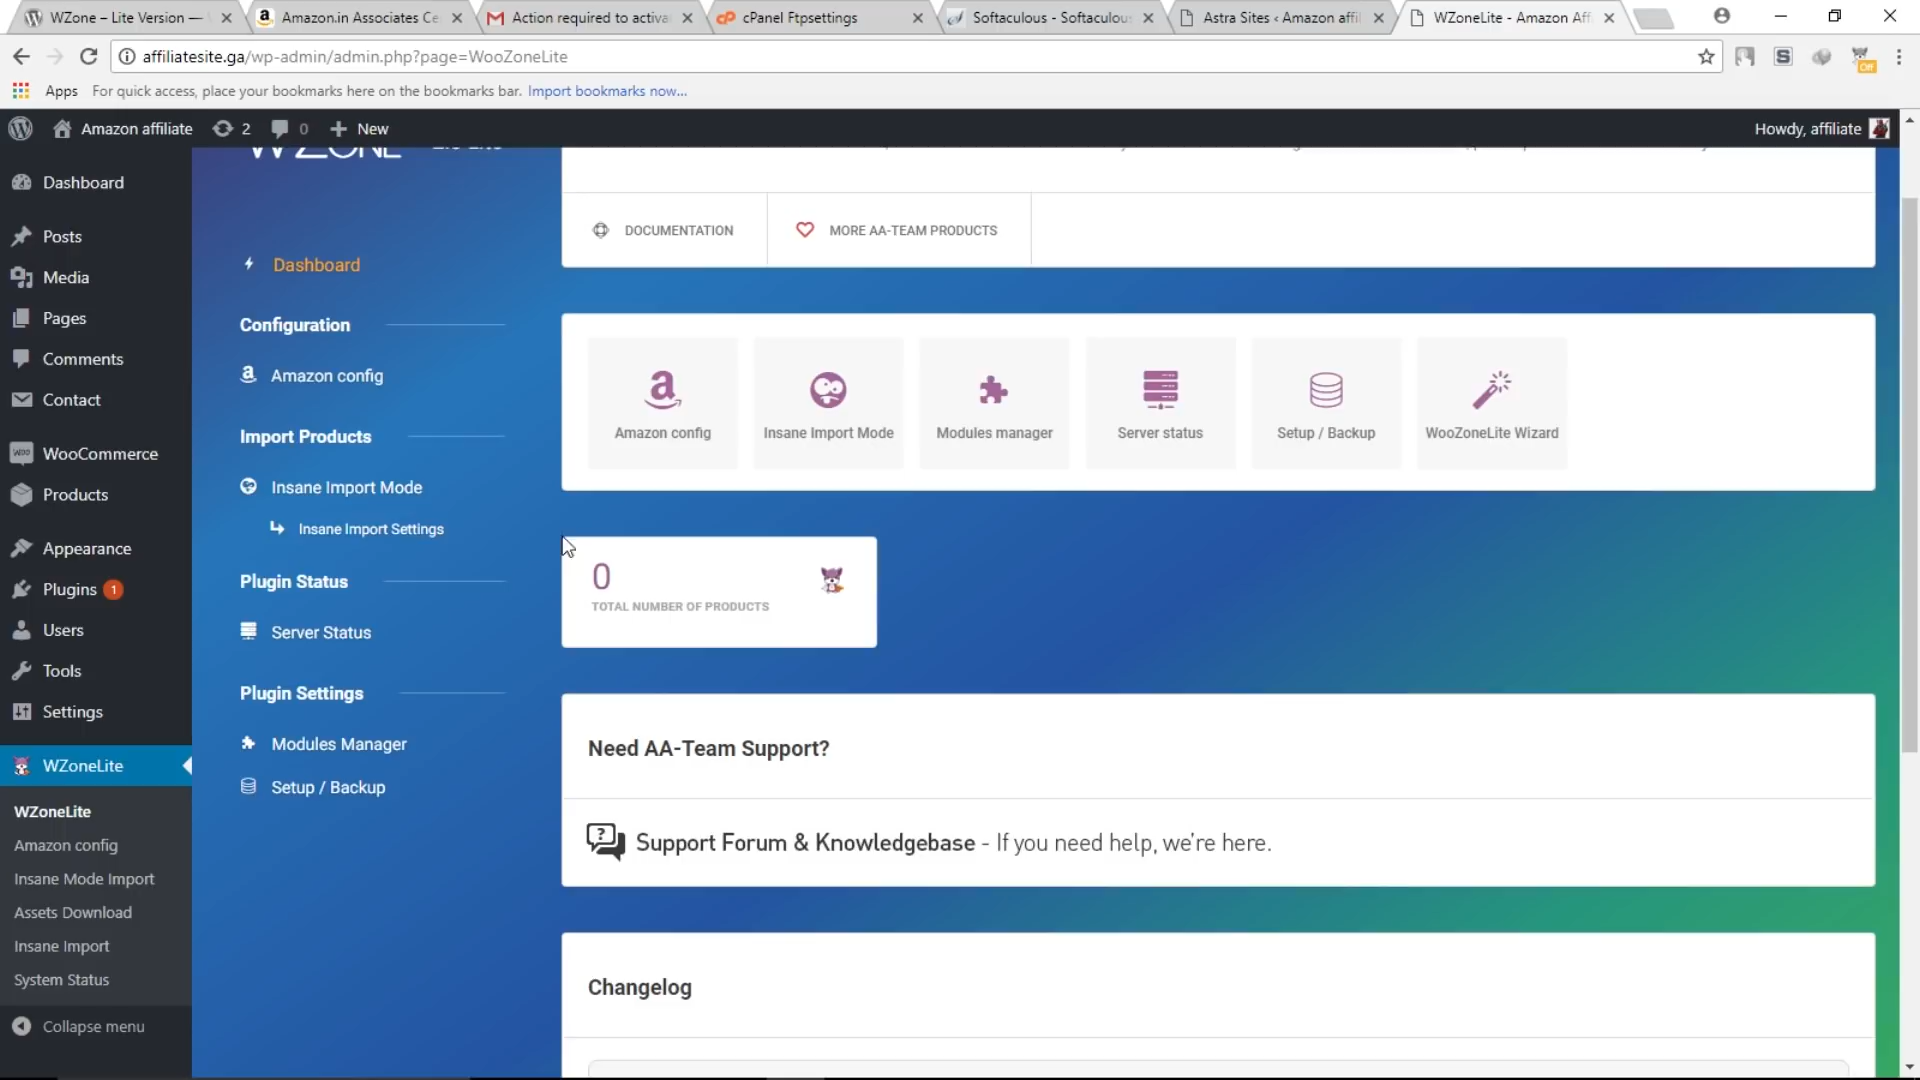 WZone – Lite Version —
Amazon.in Associates Ce
Action required to activa
cPanel Ftpsettings
Softaculous - Softaculou
Astra Sites ‹ Amazon affil
WZoneLite - Amazon Aff
affiliatesite.ga/wp-admin/admin.php?page=WooZoneLite
Off
Apps
For quick access, place your bookmarks here on the bookmarks bar. Import bookmarks now...
Amazon affiliate
2
0
New
Howdy, affiliate
Dashboard
Posts
Media
Pages
Comments
Contact
WooCommerce
Products
Appearance
Plugins 1
Users
Tools
Settings
WZoneLite
WZoneLite
Amazon config
Insane Mode Import
Assets Download
Insane Import
System Status
Collapse menu
WZONE
Dashboard
Configuration
Amazon config
Import Products
Insane Import Mode
Insane Import Settings
Plugin Status
Server Status
Plugin Settings
Modules Manager
Setup / Backup
DOCUMENTATION
MORE AA-TEAM PRODUCTS
Amazon config
Insane Import Mode
Modules manager
Server status
Setup / Backup
WooZoneLite Wizard
0
TOTAL NUMBER OF PRODUCTS
Need AA-Team Support?
Support Forum & Knowledgebase - If you need help, we're here.
Changelog